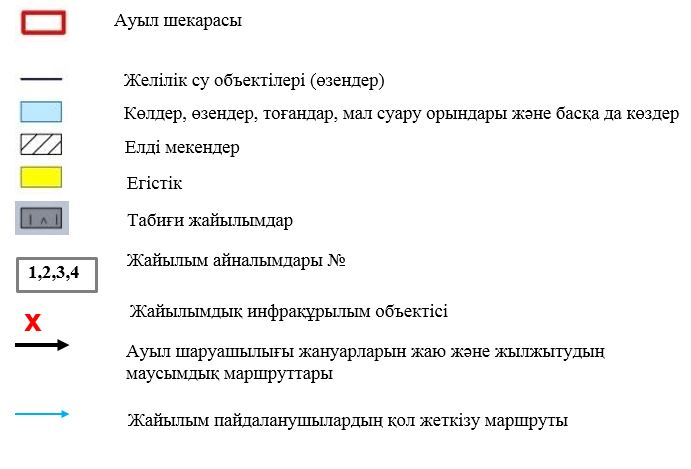 Ауыл шекарасы
Желілік су объектілері (өзендер)
Көлдер, өзендер, тоғандар, мал суару орындары және басқа да көздер
Елді мекендер
Егістік
Табиғи жайылымдар
Жайылым айналымдары №
1,2,3,4
Жайылымдық инфрақұрылым объектісі
X
Ауыл шаруашылығы жануарларын жаю және жылжытудың
маусымдық маршруттары
Жайылым пайдаланушылардың қол жеткізу маршруты